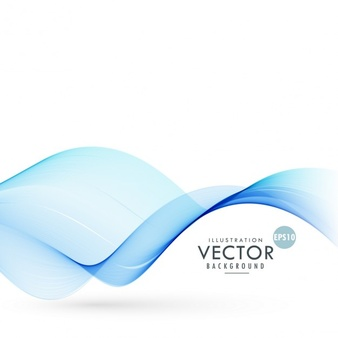 ILLUSTRATION
VECTOR
EPS10
BACKGROUND